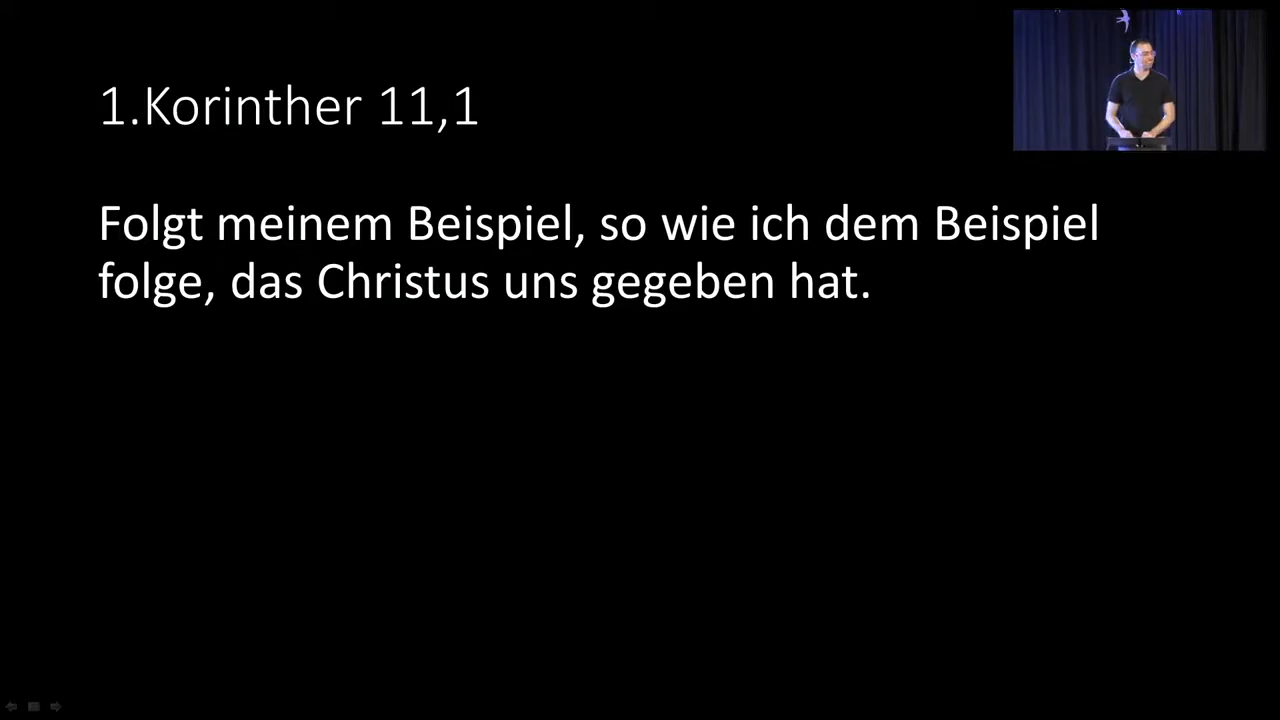 1.Korinther 11,1
Folgt meinem Beispiel, so wie ich dem Beispiel
folge, das Christus uns gegeben hat.